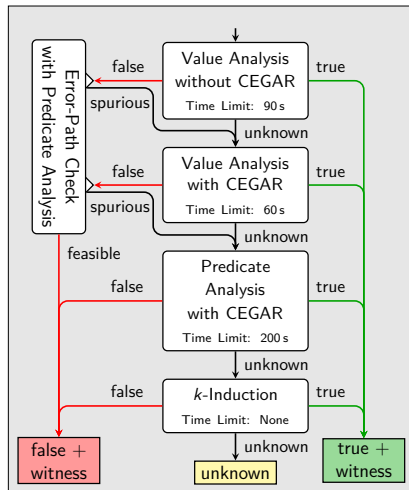 Value Analysis
without CEGAR
Time Limit: 90 s
false
true
spurious
unknown
Error-Path Check
with Predicate Analysis
Value Analysis
with CEGAR
Time Limit: 60 s
false
true
spurious
unknown
feasible
Predicate
Analysis
with CEGAR
Time Limit: 200 s
false
true
unknown
k-Induction
Time Limit: None
false
true
unknown
false +
witness
unknown
true +
witness